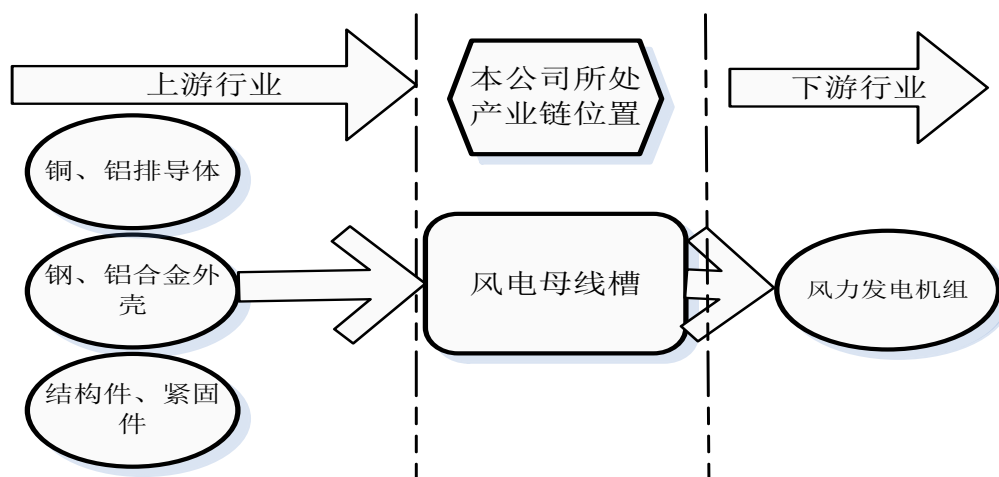 上游行业
本公司所处
产业链位置
下游行业
铜、铝排导体
钢、铝合金外
壳
结构件、紧固
件
风电母线槽
风力发电机组